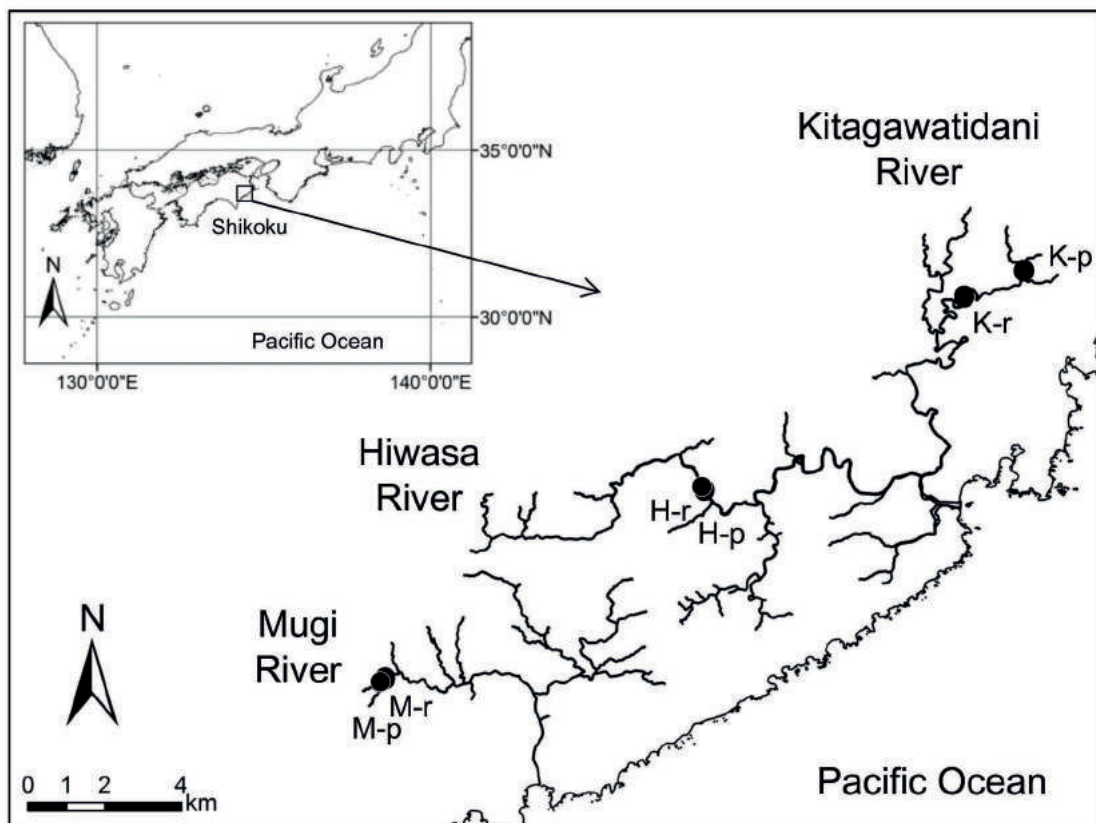 35°0'0"N
Shikoku
N
30°0'0"N
Pacific Ocean
130°0'0"E
140°0'0"E
Kitagawatidani
River
K-p
K-r
Hiwasa
River
H-r
H-p
N
Mugi
River
M-r
M-p
0 1 2 4
km
Pacific Ocean